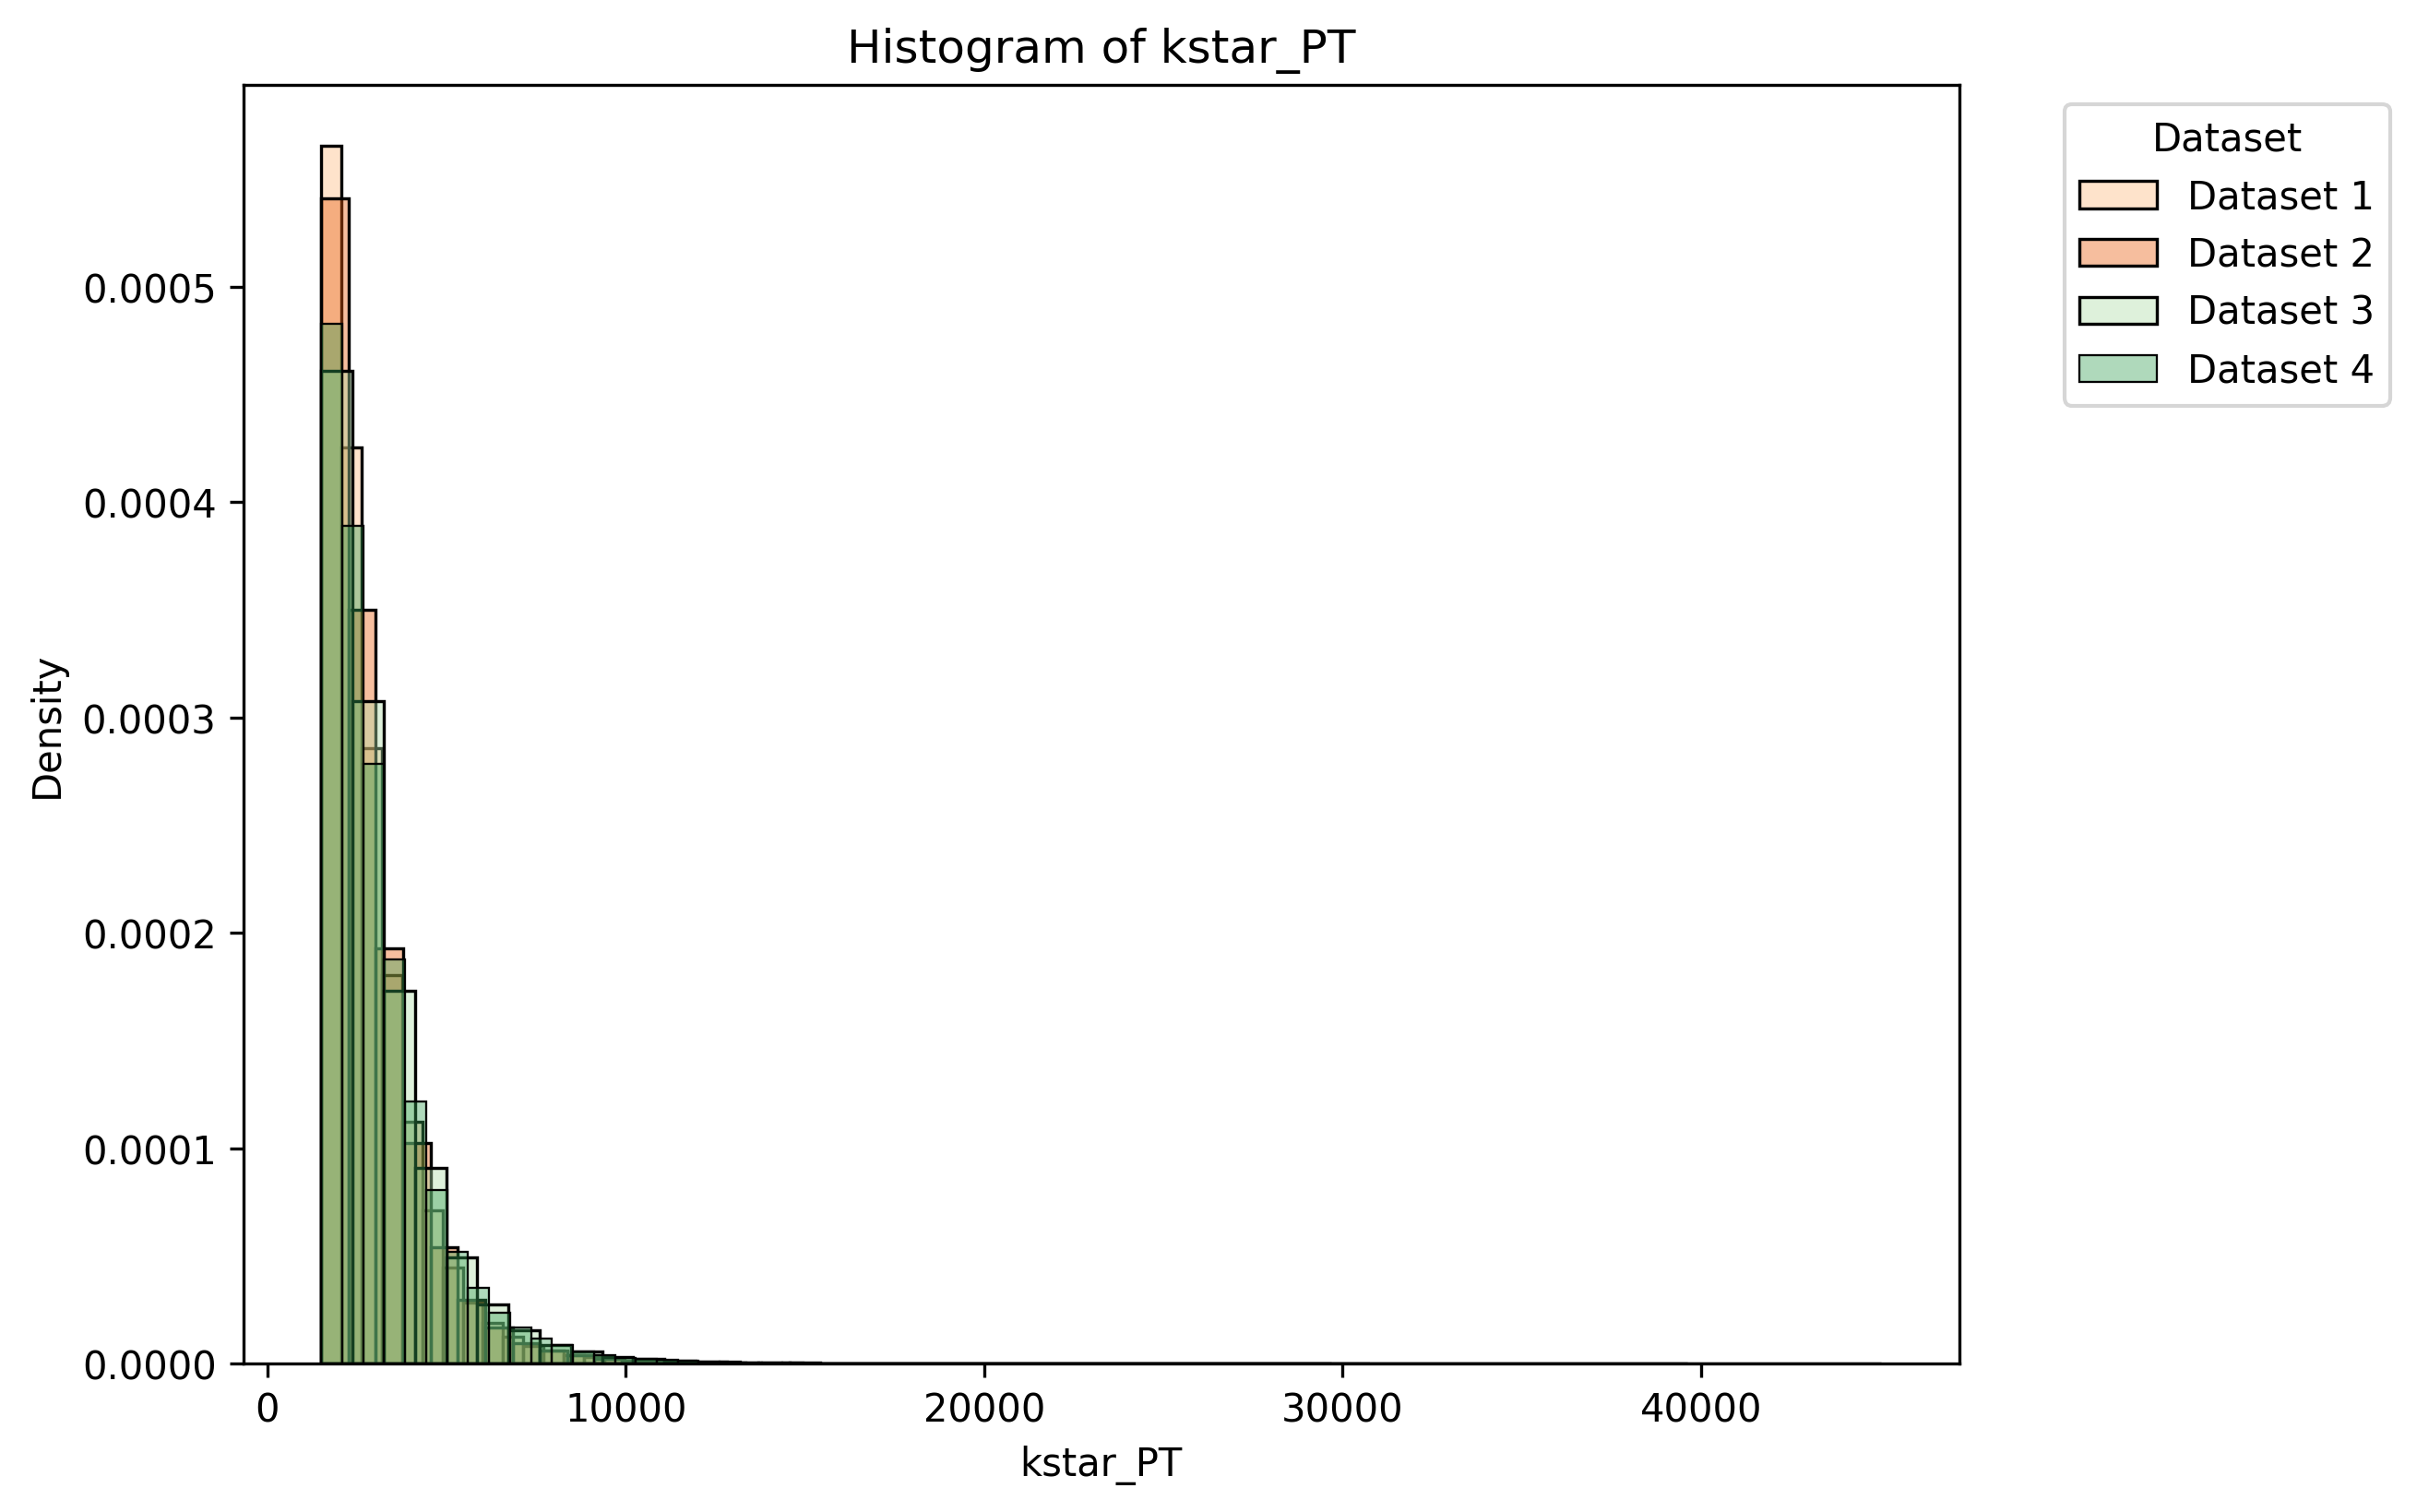 Histogram of kstar_PT
Dataset
Dataset 1
Dataset 2
Dataset 3
Dataset 4
Density
0.0005
0.0004
0.0003
0.0002
0.0001
0.0000
0 10000 20000 30000 40000
kstar_PT